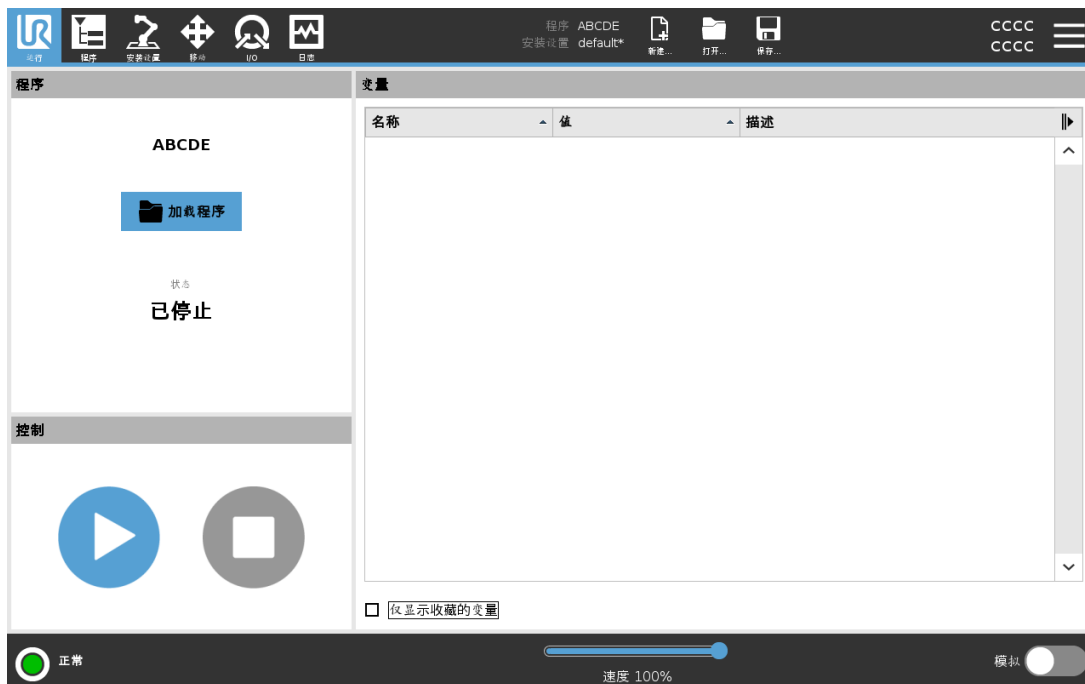 UR
程序 ABCDE
安装设置 default*
CCCC
CCCC
运行
程序
安装设置
移动
I/O
日志
新建...
打开...
保存...
程序
变量
名称
值
描述
ABCDE
加载程序
状态
已停止
控制
仅显示收藏的变量
正常
速度 100%
模拟